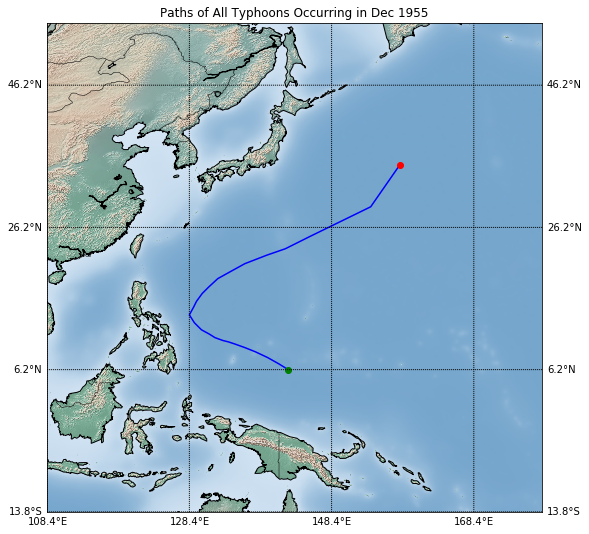 Paths of All Typhoons Occurring in Dec 1955
46.2°N 46.2°N
26.2°N 26.2°N
6.2°N 6.2°N
13.8°S 13.8°S
108.4°E 128.4°E 148.4°E 168.4°E